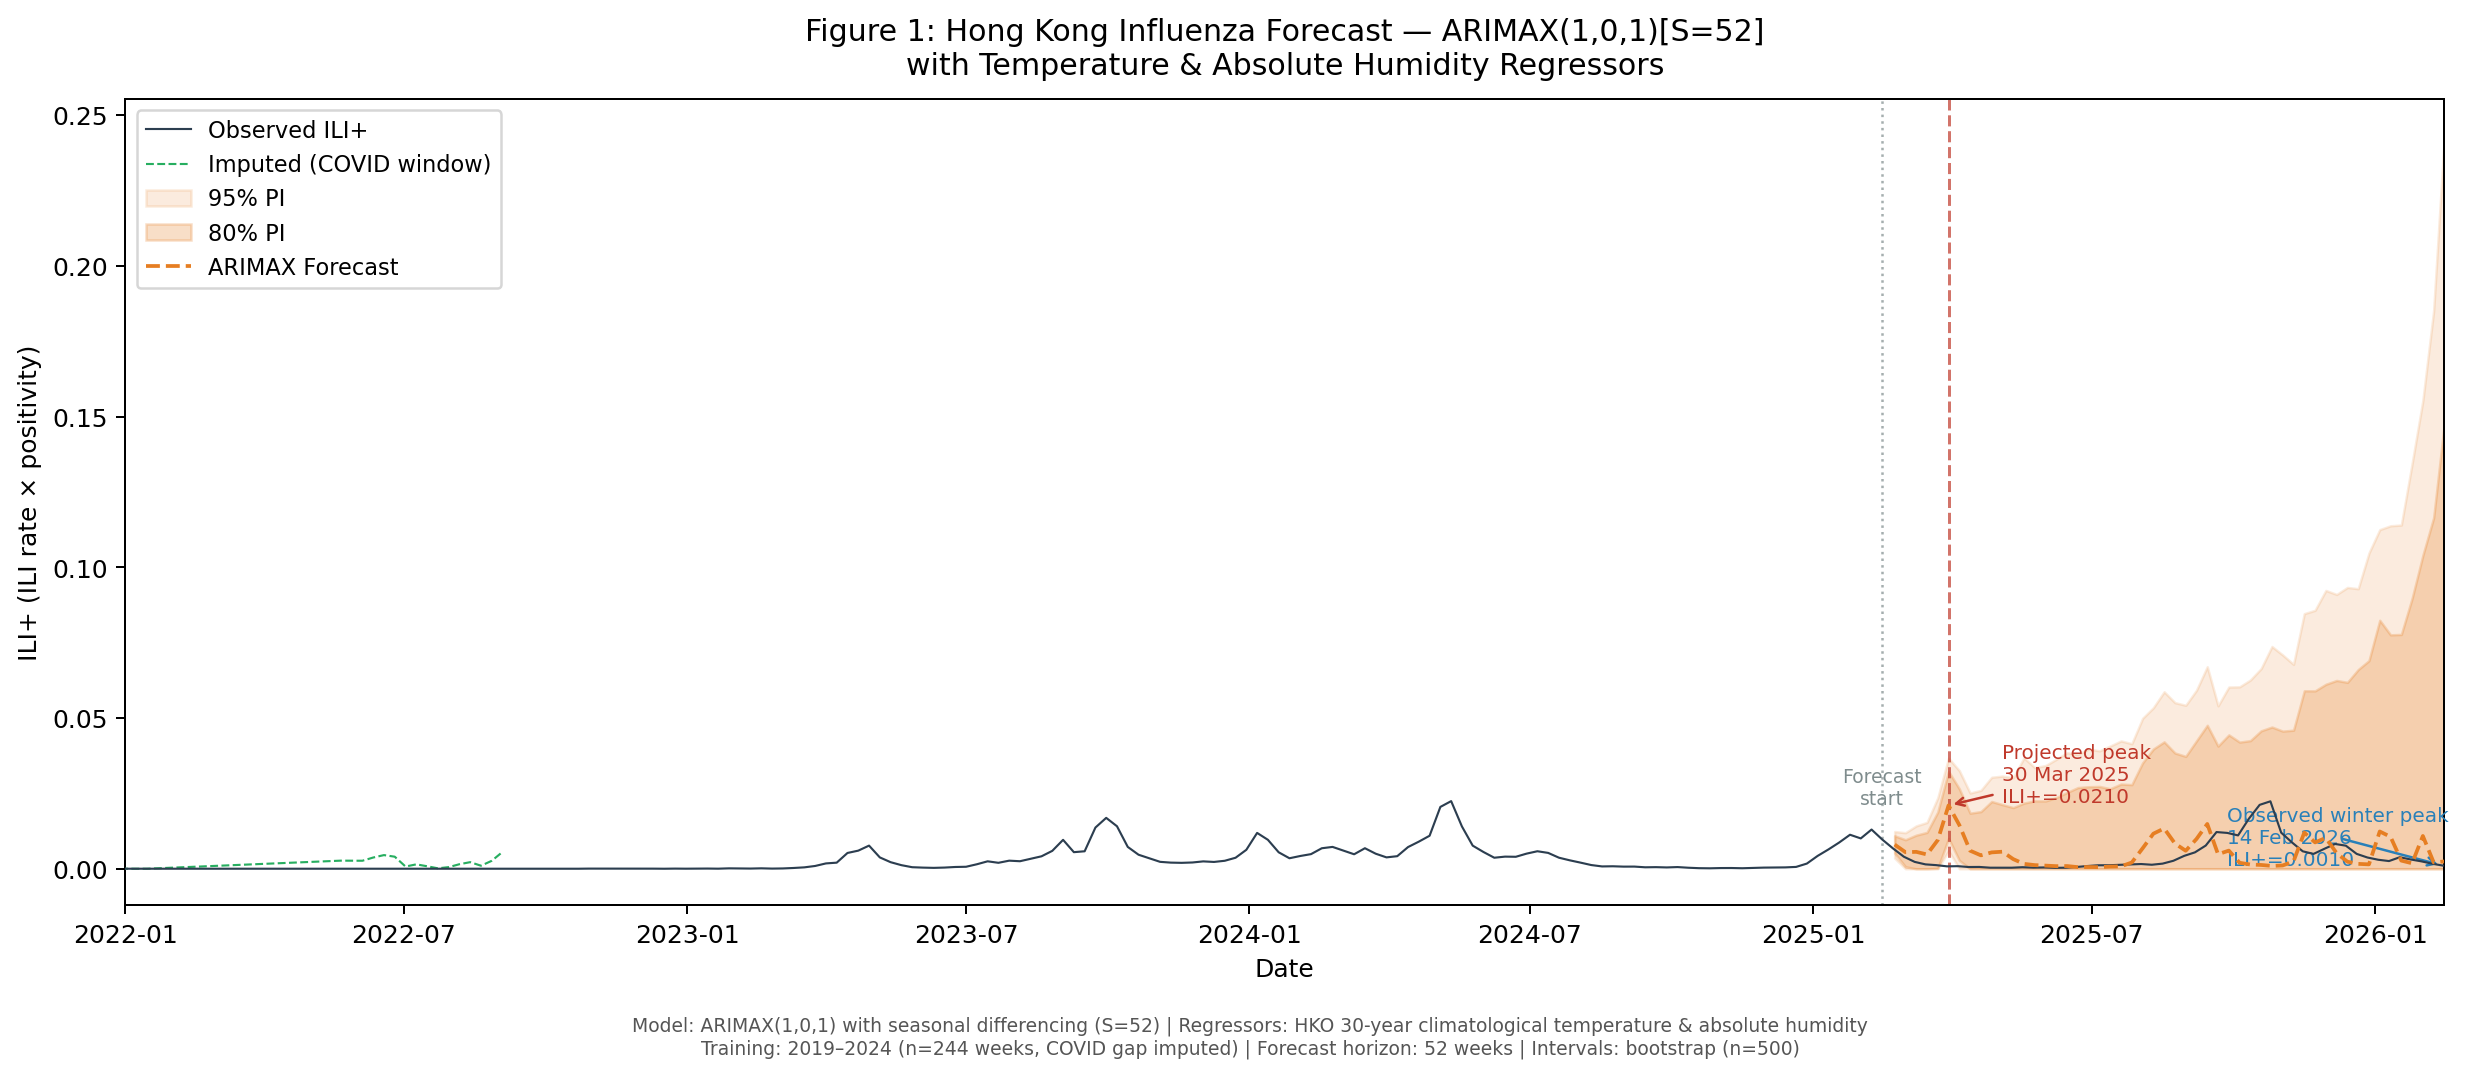 Figure 1: Hong Kong Influenza Forecast — ARIMAX(1,0,1)[S=52]
with Temperature & Absolute Humidity Regressors
ILI+ (ILI rate × positivity)
0.25
0.20
0.15
0.10
0.05
0.00
Observed ILI+
Imputed (COVID window)
95% PI
80% PI
ARIMAX Forecast
Forecast
start
Projected peak
30 Mar 2025
ILI+=0.0210
Observed winter peak
14 Feb 2026
ILI+=0.0010
2022-01
2022-07
2023-01
2023-07
2024-01
2024-07
2025-01
2025-07
2026-01
Date
Model: ARIMAX(1,0,1) with seasonal differencing (S=52) | Regressors: HKO 30-year climatological temperature & absolute humidity
Training: 2019–2024 (n=244 weeks, COVID gap imputed) | Forecast horizon: 52 weeks | Intervals: bootstrap (n=500)